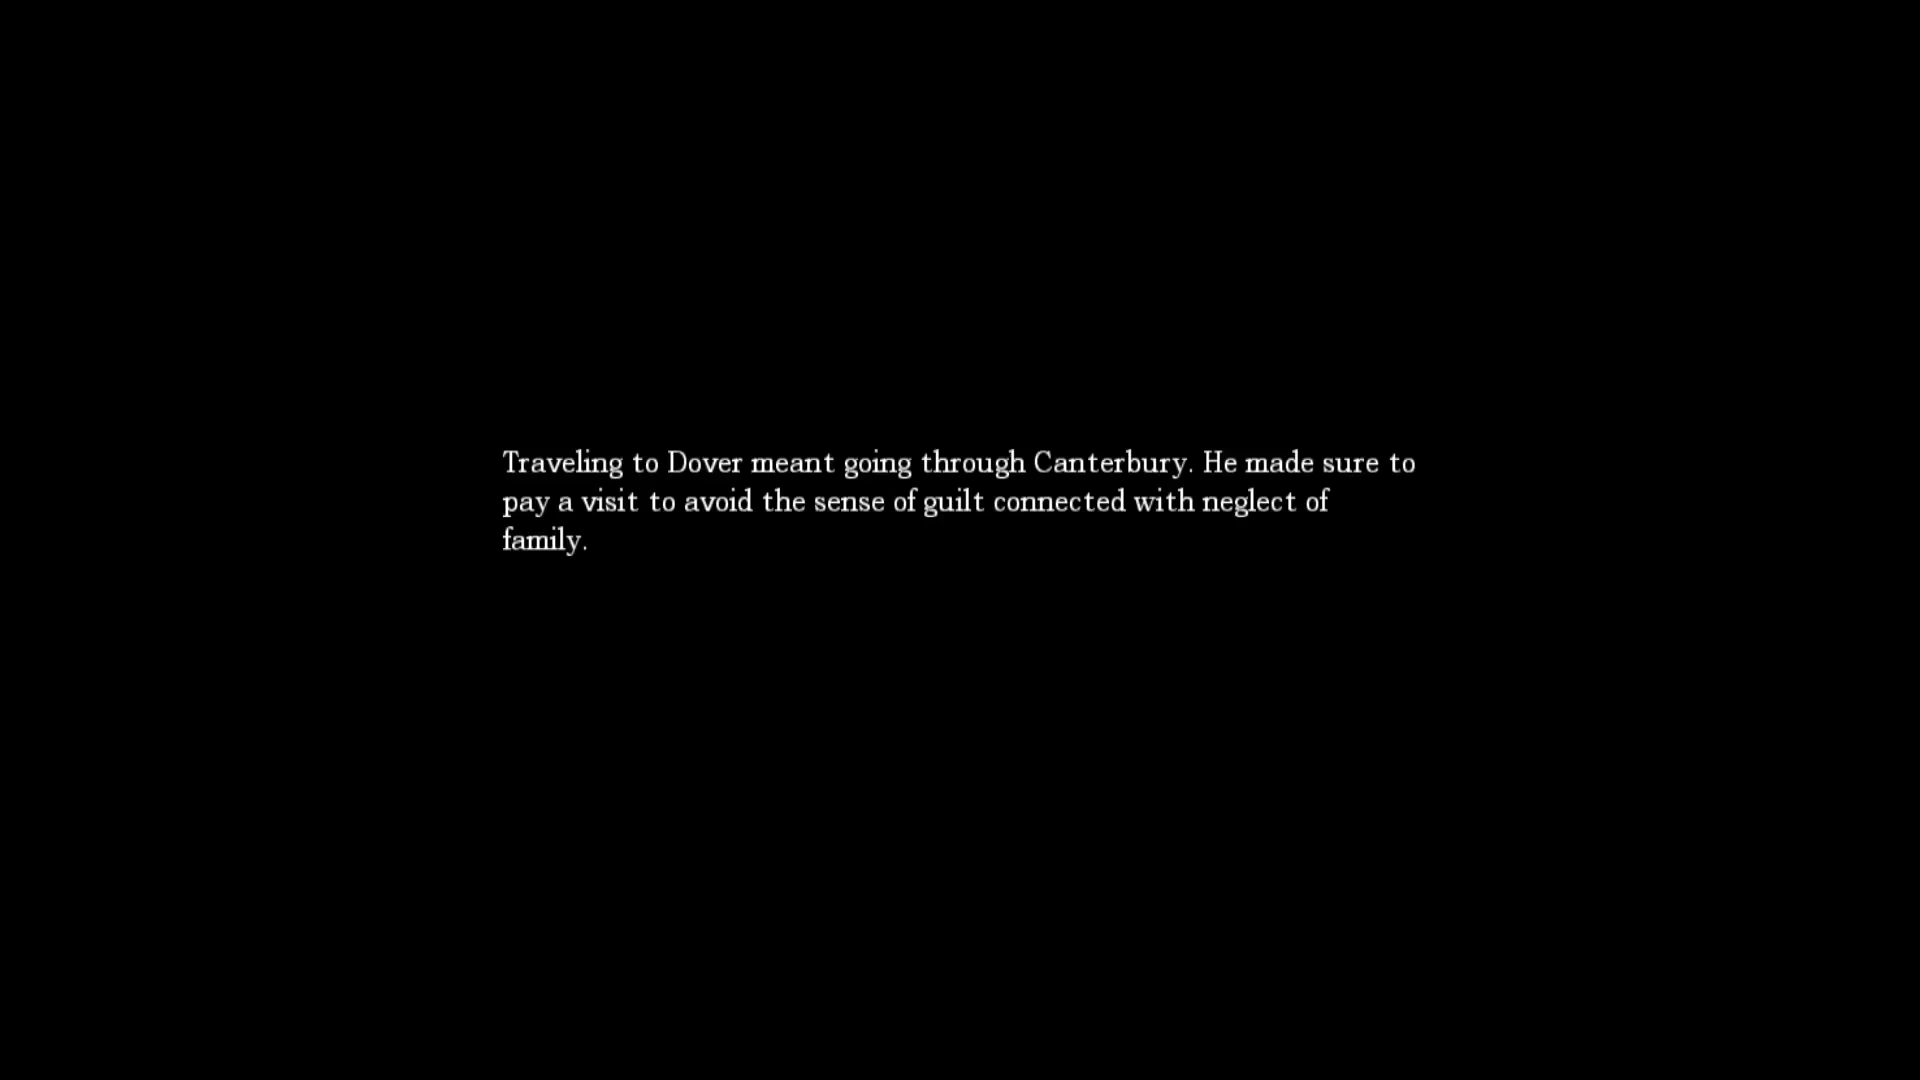 Traveling to Dover meant going through Canterbury. He made sure to
pay a visit to avoid the sense of guilt connected with neglect of
family.